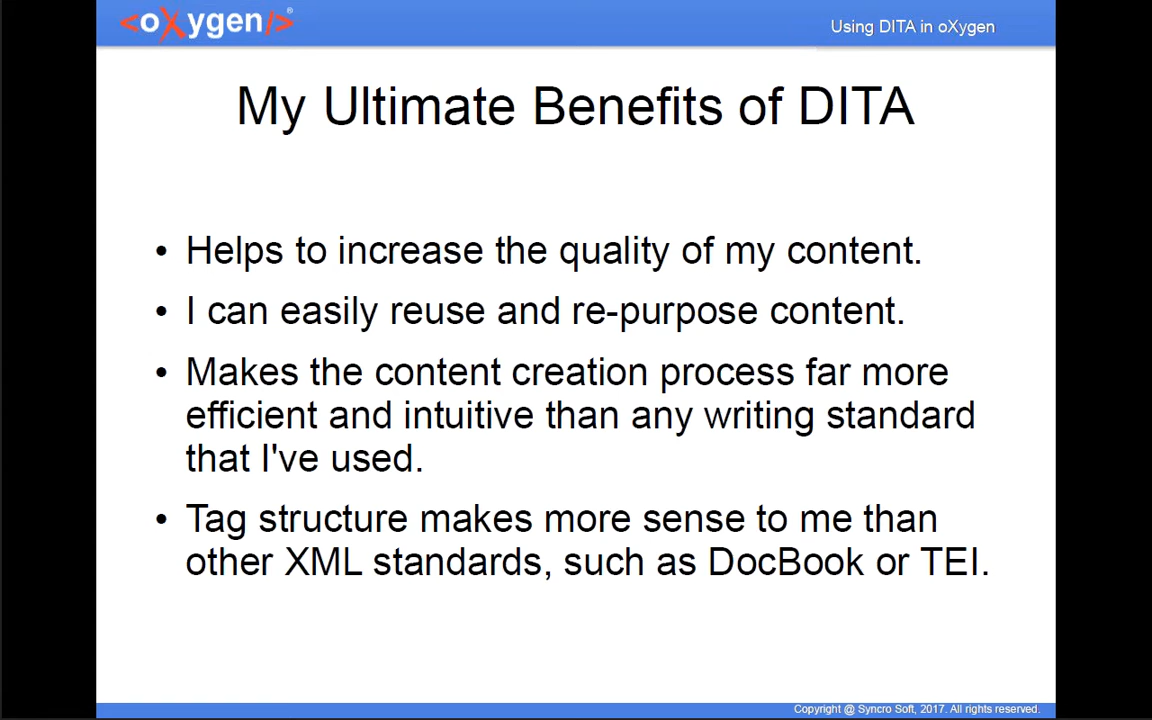 <oXygen/>®
Using DITA in oXygen
My Ultimate Benefits of DITA
• Helps to increase the quality of my content.
• I can easily reuse and re-purpose content.
• Makes the content creation process far more
efficient and intuitive than any writing standard
that I've used.
• Tag structure makes more sense to me than
other XML standards, such as DocBook or TEI.
Copyright @ Syncro Soft, 2017. All rights reserved.